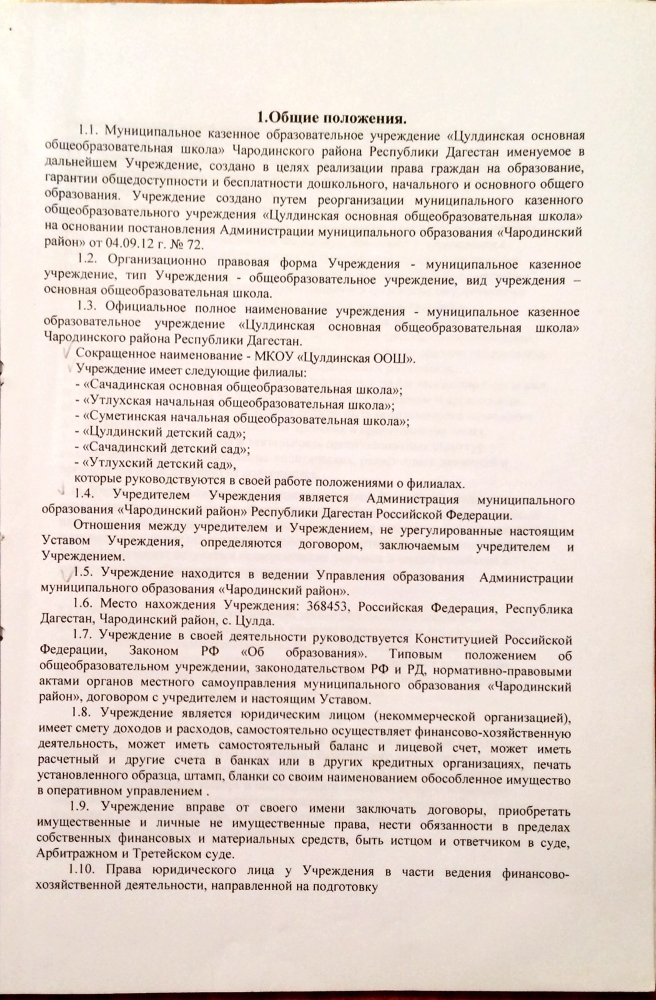 1.Общие положения.
1.1. Муниципальное казенное образовательное учреждение «Цулдинская основная
общеобразовательная школа» Чародинского района Республики Дагестан именуемое в
дальнейшем Учреждение, создано в целях реализации права граждан на образование,
гарантии общедоступности и бесплатности дошкольного, начального и основного общего
образования. Учреждение создано путем реорганизации муниципального казенного
общеобразовательного учреждения «Цулдинская основная общеобразовательная школа»
на основании постановления Администрации муниципального образования «Чародинский
район» от 04.09.12 г. № 72.
1.2. Организационно правовая форма Учреждения - муниципальное казенное
учреждение, тип Учреждения - общеобразовательное учреждение, вид учреждения –
основная общеобразовательная школа.
1.3. Официальное полное наименование учреждения - муниципальное казенное
образовательное учреждение «Цулдинская основная общеобразовательная школа»
Чародинского района Республики Дагестан.
Сокращенное наименование - МКОУ «Цулдинская ООШ».
Учреждение имеет следующие филиалы:
- «Сачадинская основная общеобразовательная школа»;
- «Утлухская начальная общеобразовательная школа»;
- «Суметинская начальная общеобразовательная школа»;
- «Цулдинский детский сад»;
- «Сачадинский детский сад»;
- «Утлухский детский сад»,
которые руководствуются в своей работе положениями о филиалах.
1.4. Учредителем Учреждения является Администрация муниципального
образования «Чародинский район» Республики Дагестан Российской Федерации.
Отношения между учредителем и Учреждением, не урегулированные настоящим
Уставом Учреждения, определяются договором, заключаемым учредителем и
Учреждением.
1.5. Учреждение находится в ведении Управления образования Администрации
муниципального образования «Чародинский район».
1.6. Место нахождения Учреждения: 368453, Российская Федерация, Республика
Дагестан, Чародинский район, с. Цулда.
1.7. Учреждение в своей деятельности руководствуется Конституцией Российской
Федерации, Законом РФ «Об образования». Типовым положением об
общеобразовательном учреждении, законодательством РФ и РД, нормативно-правовыми
актами органов местного самоуправления муниципального образования «Чародинский
район», договором с учредителем и настоящим Уставом.
1.8. Учреждение является юридическим лицом (некоммерческой организацией),
имеет смету доходов и расходов, самостоятельно осуществляет финансово-хозяйственную
деятельность, может иметь самостоятельный баланс и лицевой счет, может иметь
расчетный и другие счета в банках или в других кредитных организациях, печать
установленного образца, штамп, бланки со своим наименованием обособленное имущество
в оперативном управлением .
1.9. Учреждение вправе от своего имени заключать договоры, приобретать
имущественные и личные не имущественные права, нести обязанности в пределах
собственных финансовых и материальных средств, быть истцом и ответчиком в суде,
Арбитражном и Третейском суде.
1.10. Права юридического лица у Учреждения в части ведения финансово-
хозяйственной деятельности, направленной на подготовку